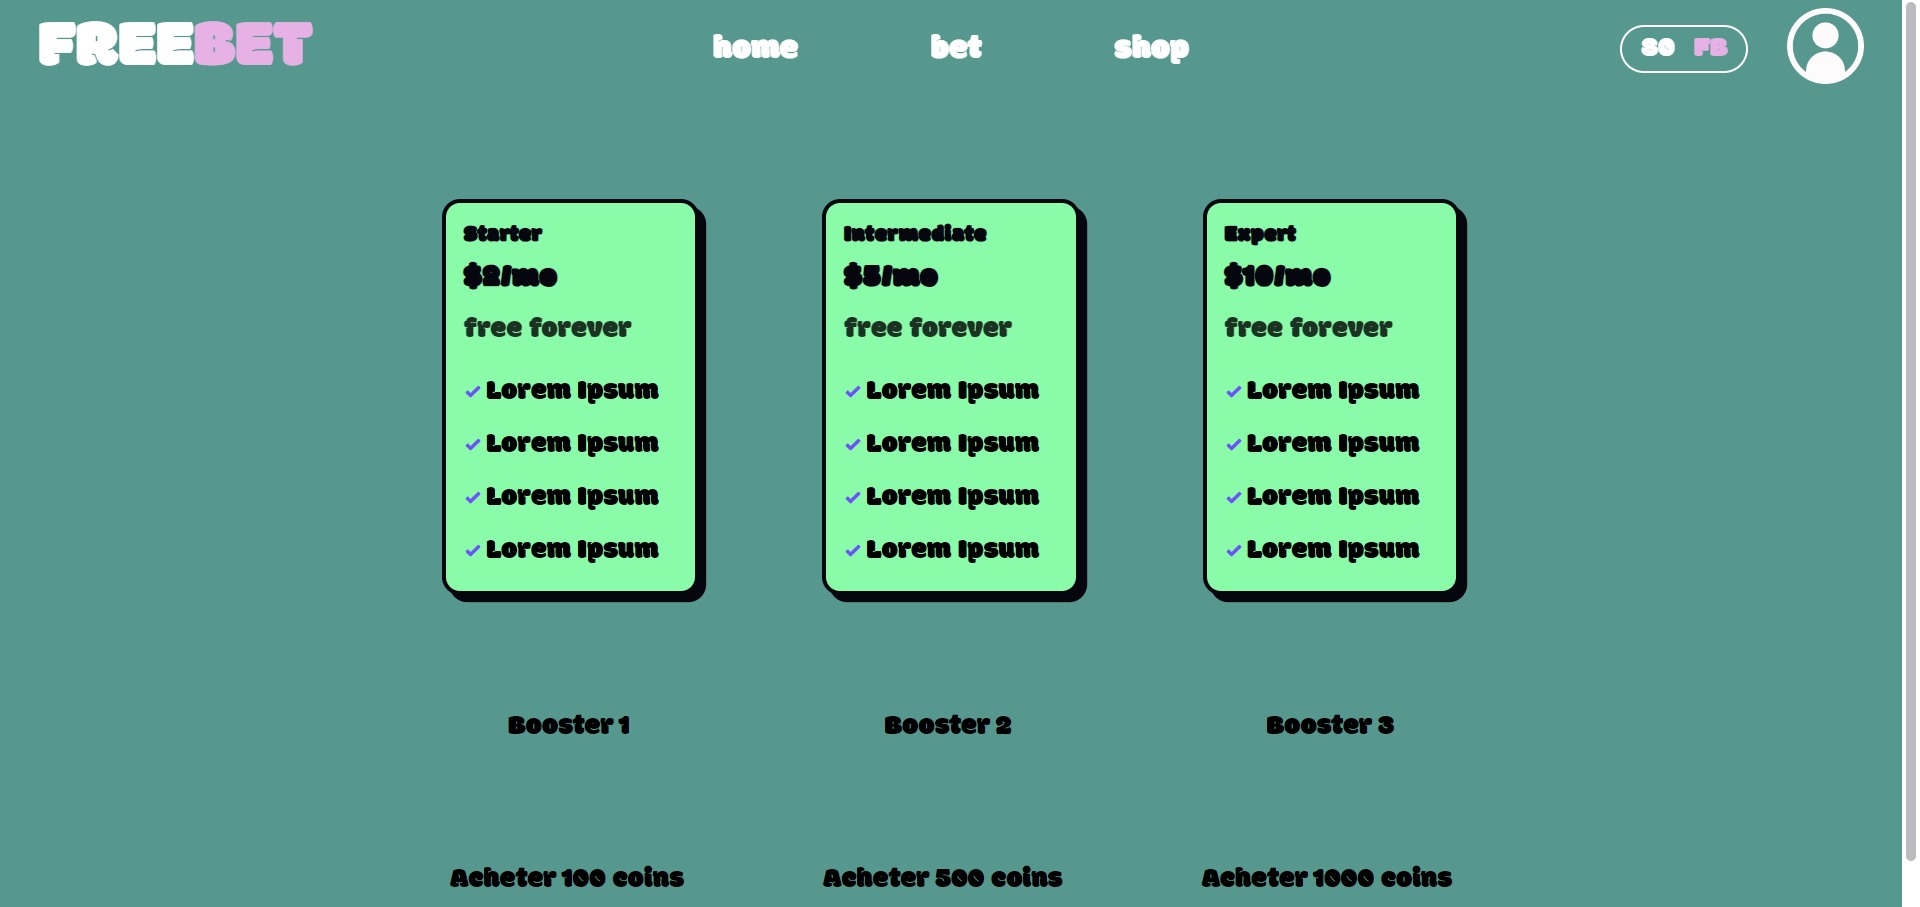 FREEBET
home bet shop
80 FB
Starter
$2/mo
free forever
Lorem Ipsum
Lorem Ipsum
Lorem Ipsum
Lorem Ipsum
Intermediate
$5/mo
free forever
Lorem Ipsum
Lorem Ipsum
Lorem Ipsum
Lorem Ipsum
Expert
$10/mo
free forever
Lorem Ipsum
Lorem Ipsum
Lorem Ipsum
Lorem Ipsum
Booster 1
Booster 2
Booster 3
Acheter 100 coins
Acheter 500 coins
Acheter 1000 coins